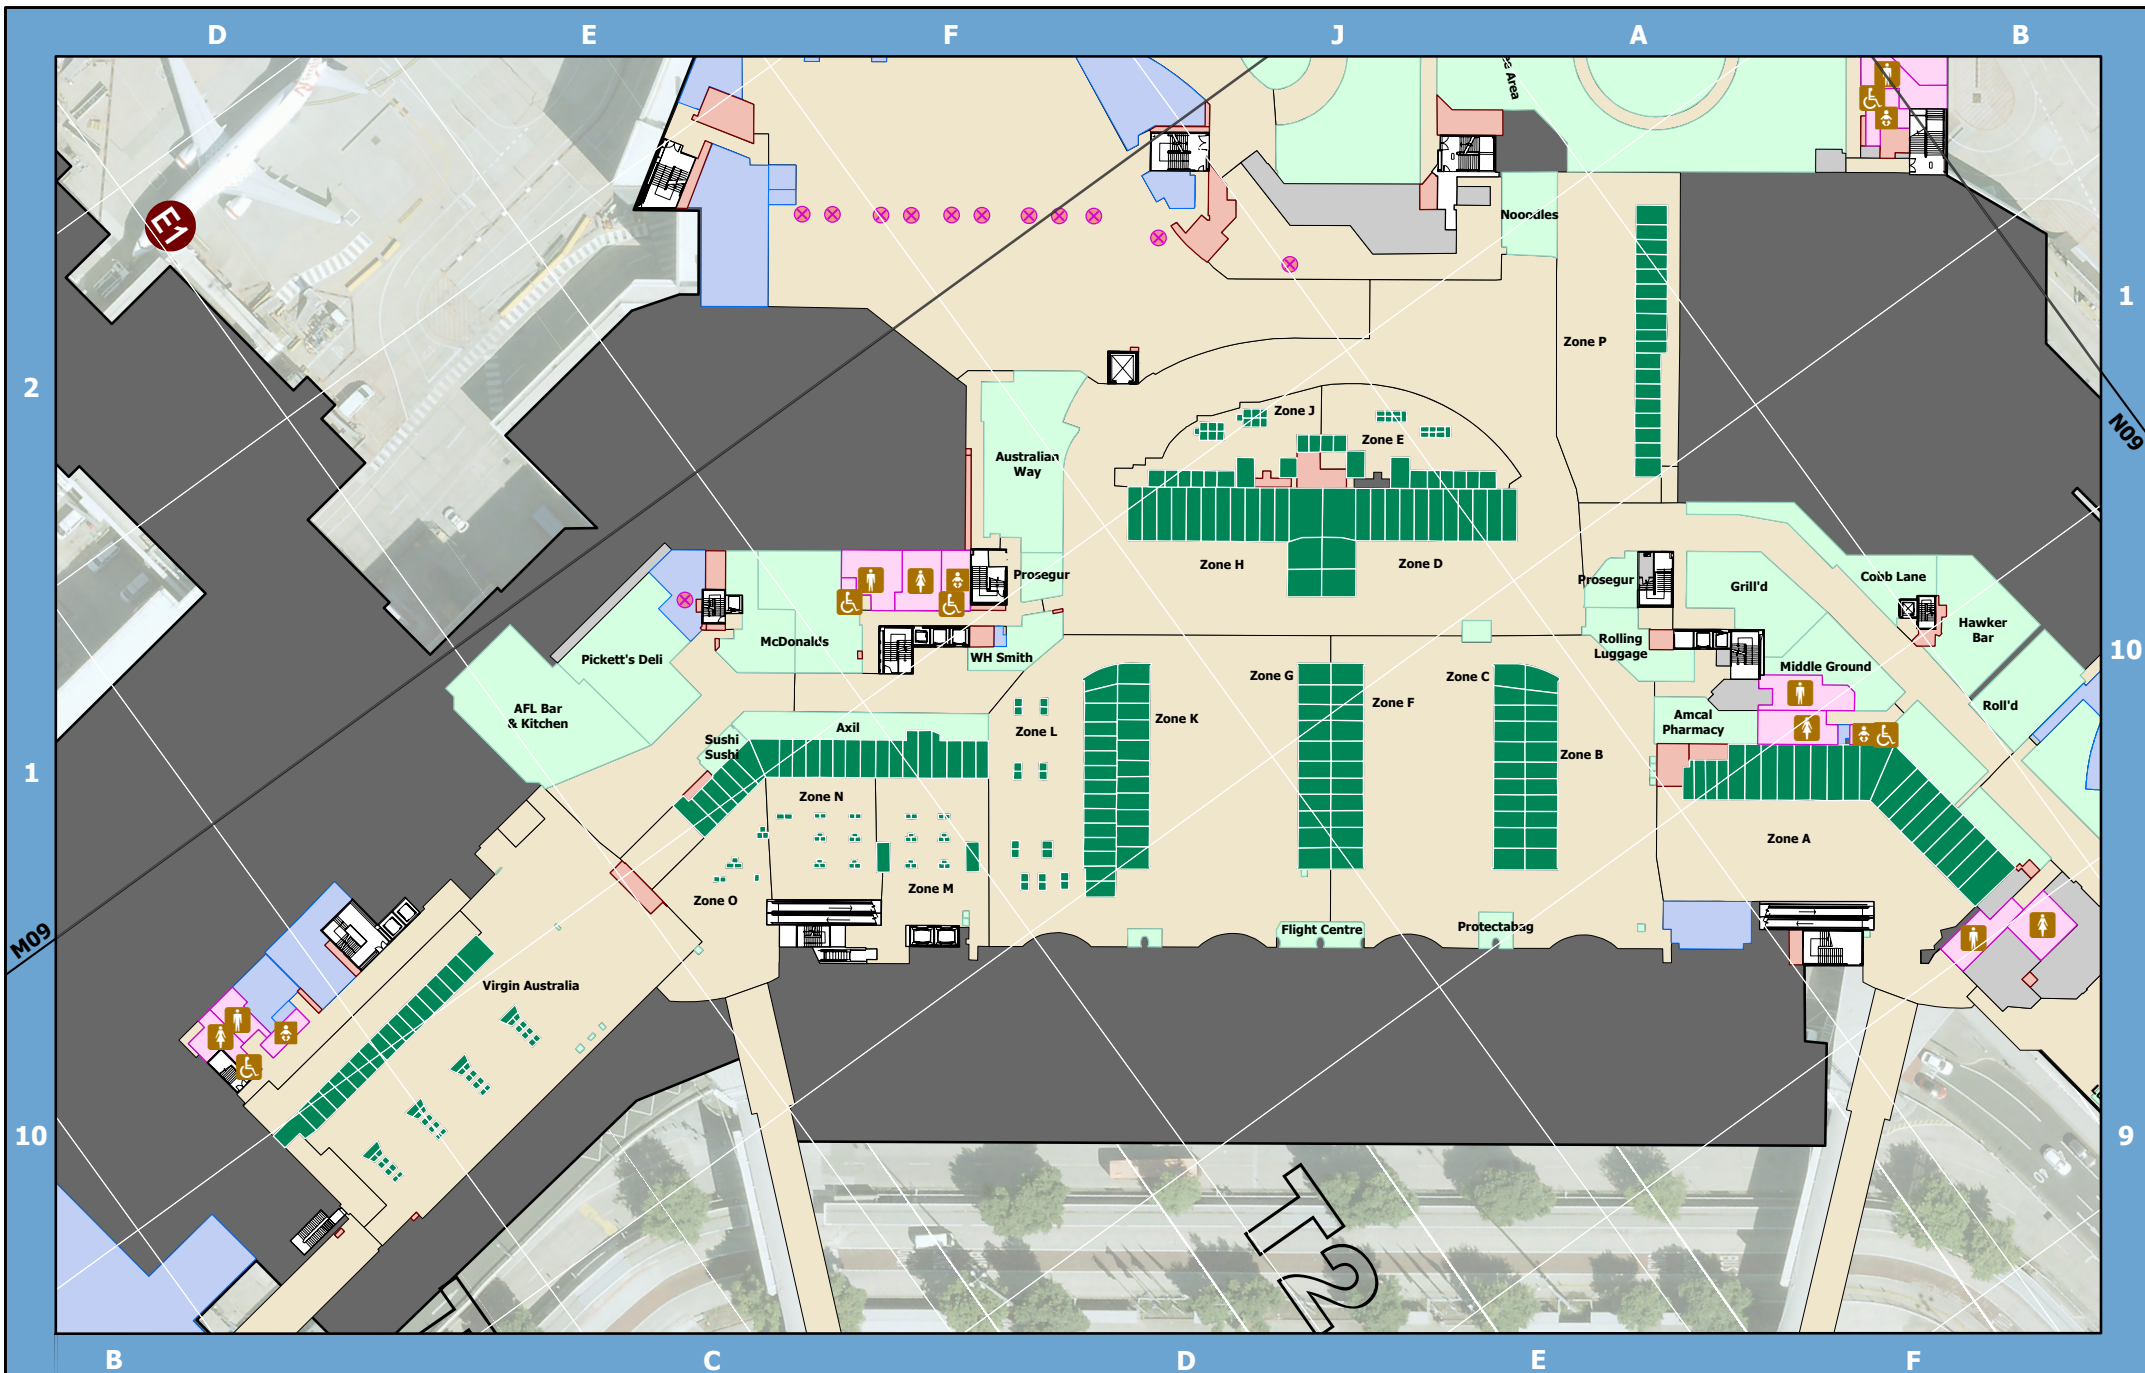 D E F J A B
es Area
E1
Noodles
1
Zone P
2
Zone J
N09
Zone E
Australian
Way
Zone H
Zone D
Prosegur
Prosegur
Grill'd
Cobb Lane
Hawker
Bar
McDonalds
Rolling
Luggage
10
Pickett's Deli
WH Smith
Middle Ground
Zone G
Zone C
Zone F
Roll'd
AFL Bar
& Kitchen
Zone K
Amcal
Pharmacy
Axil
Zone L
Sushi
Sushi
Zone B
1
Zone N
Zone A
Zone M
Zone O
Flight Centre
Protectabag
M09
Virgin Australia
10
9
T2
B C D E F